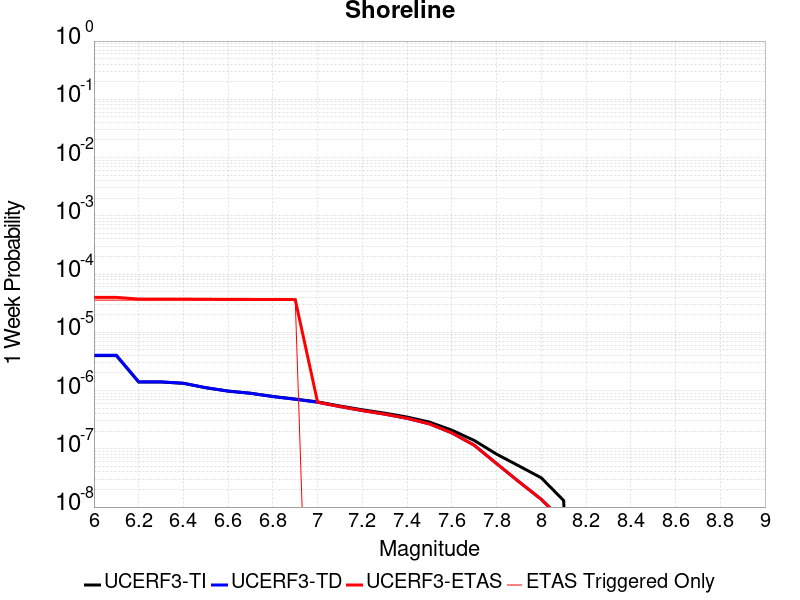 Shoreline
1 Week Probability
10^0
10^-1
10^-2
10^-3
10^-4
10^-5
10^-6
10^-7
10^-8
6 6.2 6.4 6.6 6.8 7 7.2 7.4 7.6 7.8 8 8.2 8.4 8.6 8.8 9
Magnitude
UCERF3-TI UCERF3-TD UCERF3-ETAS ETAS Triggered Only